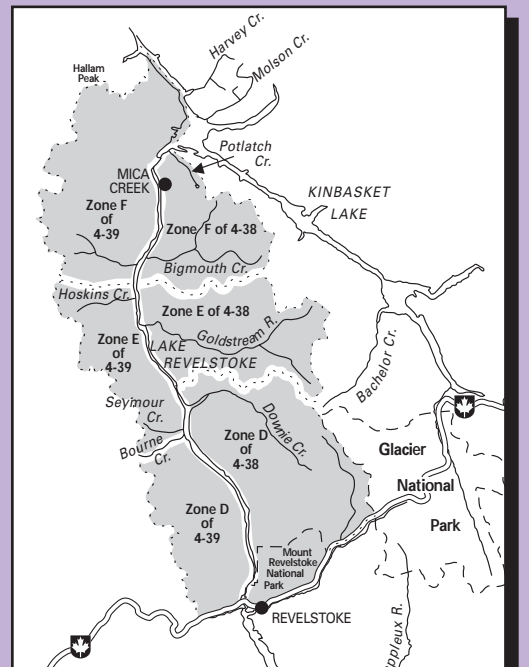 Harvey Cr.
Hallam
Peak
Molson Cr.
Potlatch
Cr.
MICA
CREEK
KINBASKET
LAKE
Zone F
of
4-39
Zone F of 4-38
Bigmouth Cr.
Hoskins Cr.
Zone E of 4-38
Goldstream R.
Zone E
of
4-39
LAKE
REVELSTOKE
Bachelor Cr.
Seymour
Cr.
Downie Cr.
Bourne
Cr.
Zone D
of
4-38
Glacier
National
Park
Zone D
of
4-39
Mount
Revelstoke
National
Park
REVELSTOKE
ppleux R.